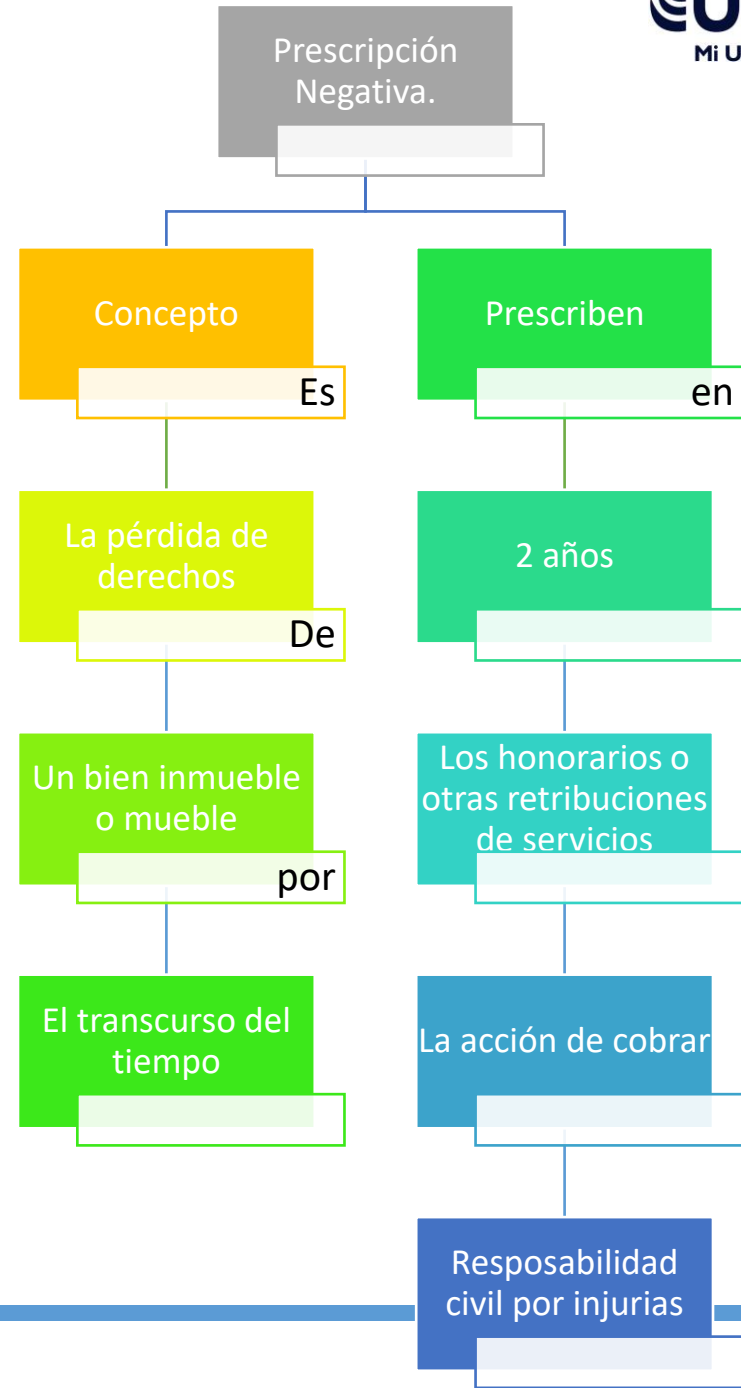 Mi U
Prescripción
Negativa.
Concepto
Es
La pérdida de
derechos
De
Un bien inmueble
o mueble
por
El transcurso del
tiempo
Prescriben
en
2 años
Los honorarios o
otras retribuciones
de servicios
La acción de cobrar
Resposabilidad
civil por injurias